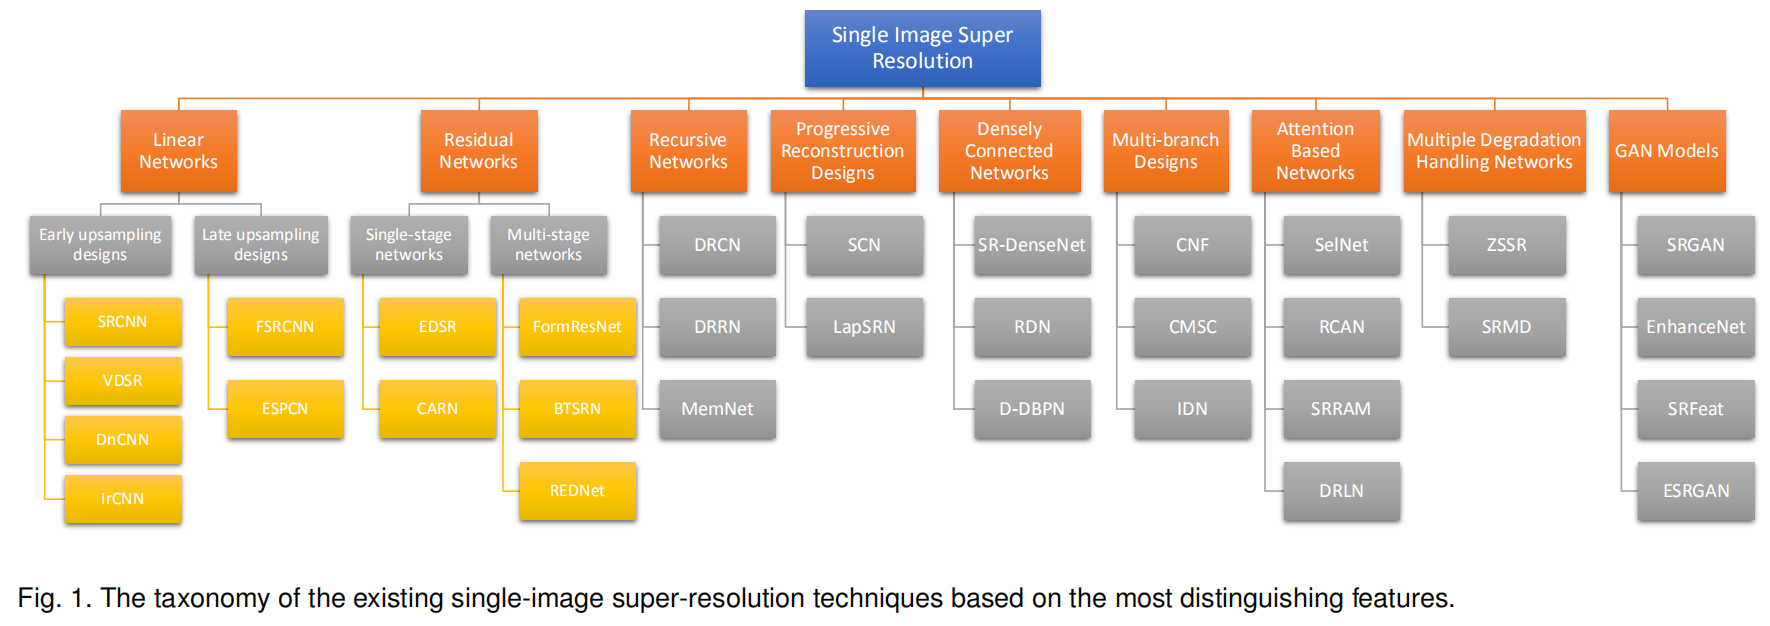 Single Image Super
Resolution
Linear
Networks
Residual
Networks
Recursive
Networks
Progressive
Reconstruction
Designs
Densely
Connected
Networks
Multi-branch
Designs
Attention
Based
Networks
Multiple Degradation
Handling Networks
GAN Models
Early upsampling
designs
Late upsampling
designs
Single-stage
networks
Multi-stage
networks
SRCNN
VDSR
DnCNN
IrCNN
FSRCNN
ESPCN
EDSR
CARN
FormResNet
BTSRN
REDNet
DRCN
DRRN
MemNet
SCN
LapSRN
SR-DenseNet
RDN
D-DBPN
CNF
CMSC
IDN
SelNet
RCAN
SRRAM
DRLN
ZSSR
SRMD
SRGAN
EnhanceNet
SRFeat
ESRGAN
Fig. 1. The taxonomy of the existing single-image super-resolution techniques based on the most distinguishing features.